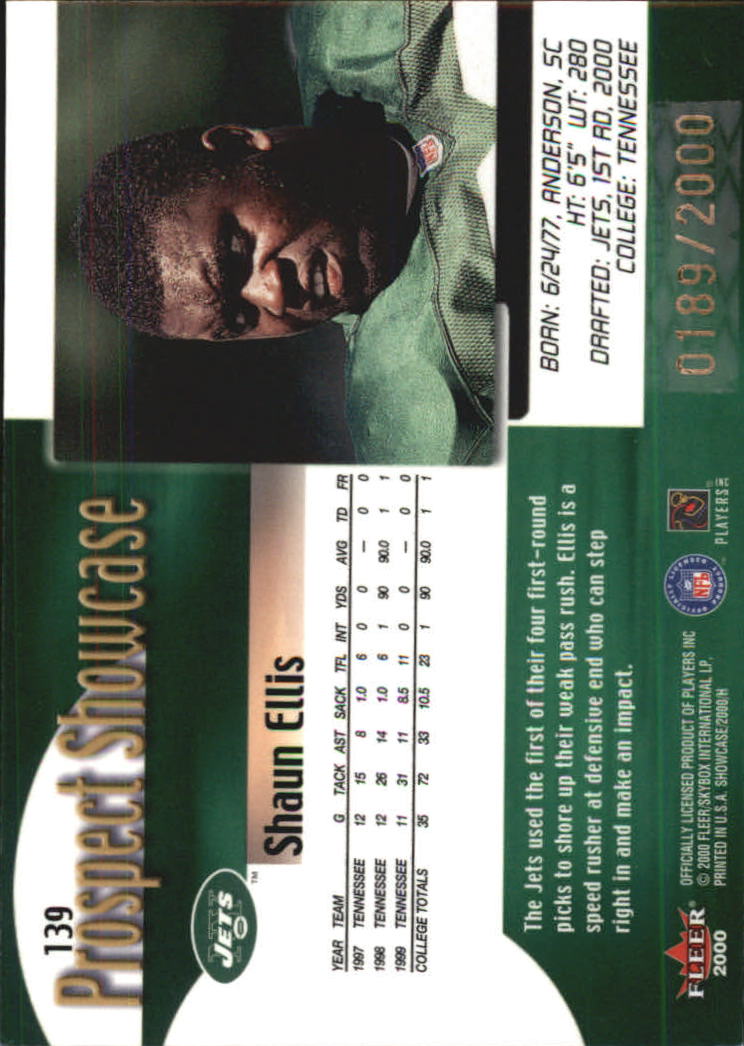 139
Prospect Showcase
JETS
TM
Shaun Ellis
YEAR TEAM G TACK AST SACK TFL INT YDS AVG TD FR
1997 TENNESSEE 12 15 8 1.0 6 0 0 — 0 0
1998 TENNESSEE 12 26 14 1.0 6 1 90 90.0 1 1
1999 TENNESSEE 11 31 11 8.5 11 0 0 — 0 0
COLLEGE TOTALS 35 72 33 10.5 23 1 90 90.0 1 1
The Jets used the first of their four first-round
picks to shore up their weak pass rush. Ellis is a
speed rusher at defensive end who can step
right in and make an impact.
BORN: 6/24/77, ANDERSON, SC
HT: 6'5" WT: 280
DRAFTED: JETS, 1ST RD, 2000
COLLEGE: TENNESSEE
0189/2000
FLEER®
2000
OFFICIALLY LICENSED PRODUCT OF PLAYERS INC
© 2000 FLEER/SKYBOX INTERNATIONAL LP.
PRINTED IN U.S.A. SHOWCASE/2000/H
OFFICIALLY LICENSED PRODUCT
NFL
PLAYERS INC